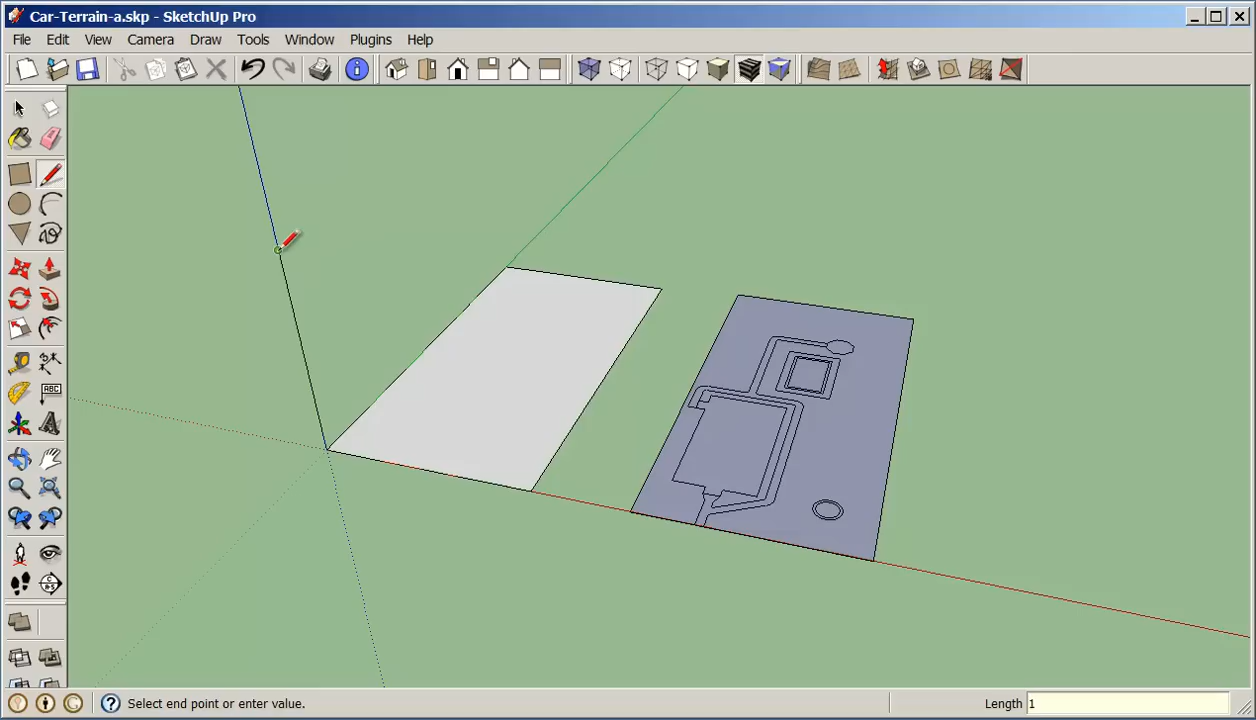 Car-Terrain-a.skp - SketchUp Pro
File Edit View Camera Draw Tools Window Plugins Help
ABC
Select end point or enter value. Length 1